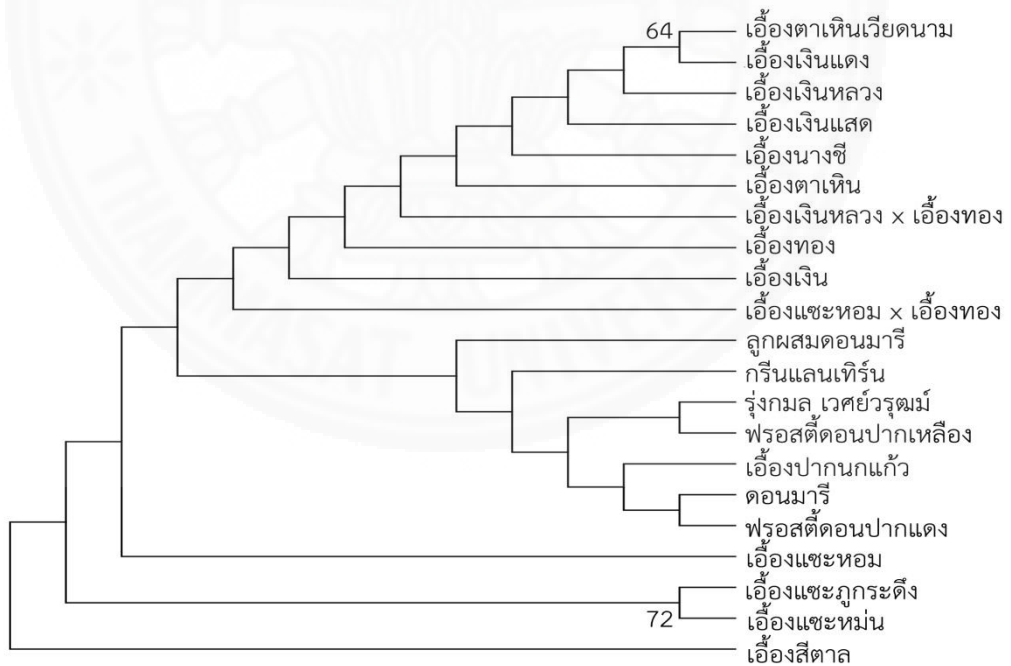 64
เอื้องตาเหินเวียดนาม
เอื้องเงินแดง
เอื้องเงินหลวง
เอื้องเงินแสด
เอื้องนางชี
เอื้องตาเหิน
เอื้องเงินหลวง × เอื้องทอง
เอื้องทอง
เอื้องเงิน
เอื้องแซะหอม × เอื้องทอง
ลูกผสมดอนมารี
กรีนแลนเทิร์น
รุ่งกมล เวศย์วรุฒม์
ฟรอสตี้ดอนปากเหลือง
เอื้องปากนกแก้ว
ดอนมารี
ฟรอสตี้ดอนปากแดง
เอื้องแซะหอม
เอื้องแซะภูกระดึง
72
เอื้องแซะหม่น
เอื้องสีตาล
THAMMASAT UNIVERSITY